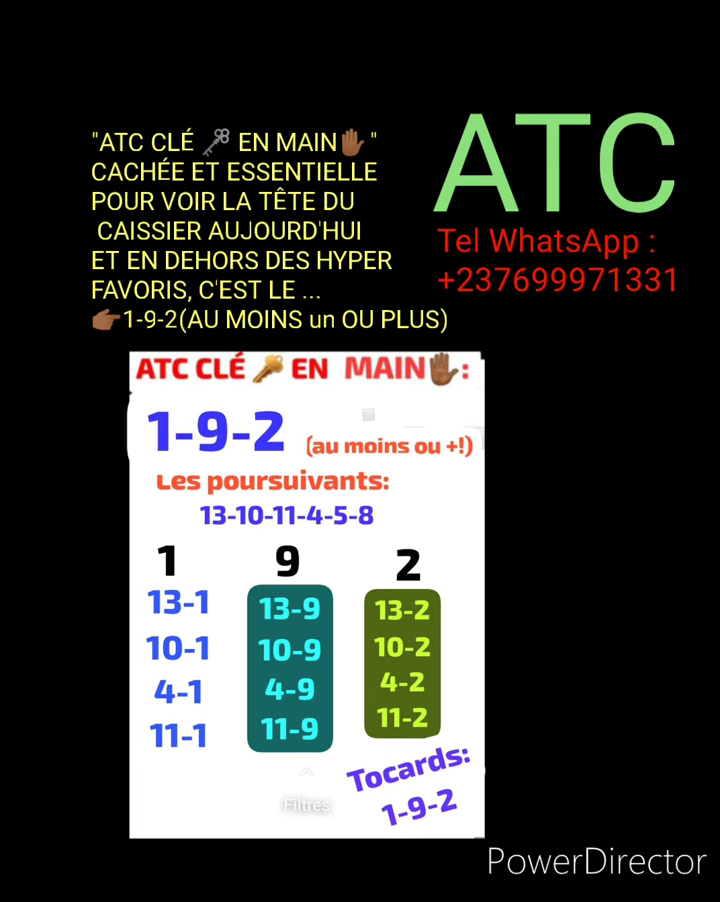 "ATC CLÉ 🗝 EN MAIN✋🏾"
CACHÉE ET ESSENTIELLE
POUR VOIR LA TÊTE DU
CAISSIER AUJOURD'HUI
ET EN DEHORS DES HYPER
FAVORIS, C'EST LE ...
👉🏾1-9-2(AU MOINS un OU PLUS)
ATC
Tel WhatsApp :
+237699971331
ATC CLÉ 🔑 EN MAIN✋🏾:
1-9-2 (au moins ou +!)
Les poursuivants:
13-10-11-4-5-8
1 9 2
13-1 13-9 13-2
10-1 10-9 10-2
4-1 4-9 4-2
11-1 11-9 11-2
Tocards:
1-9-2
Filtres
PowerDirector